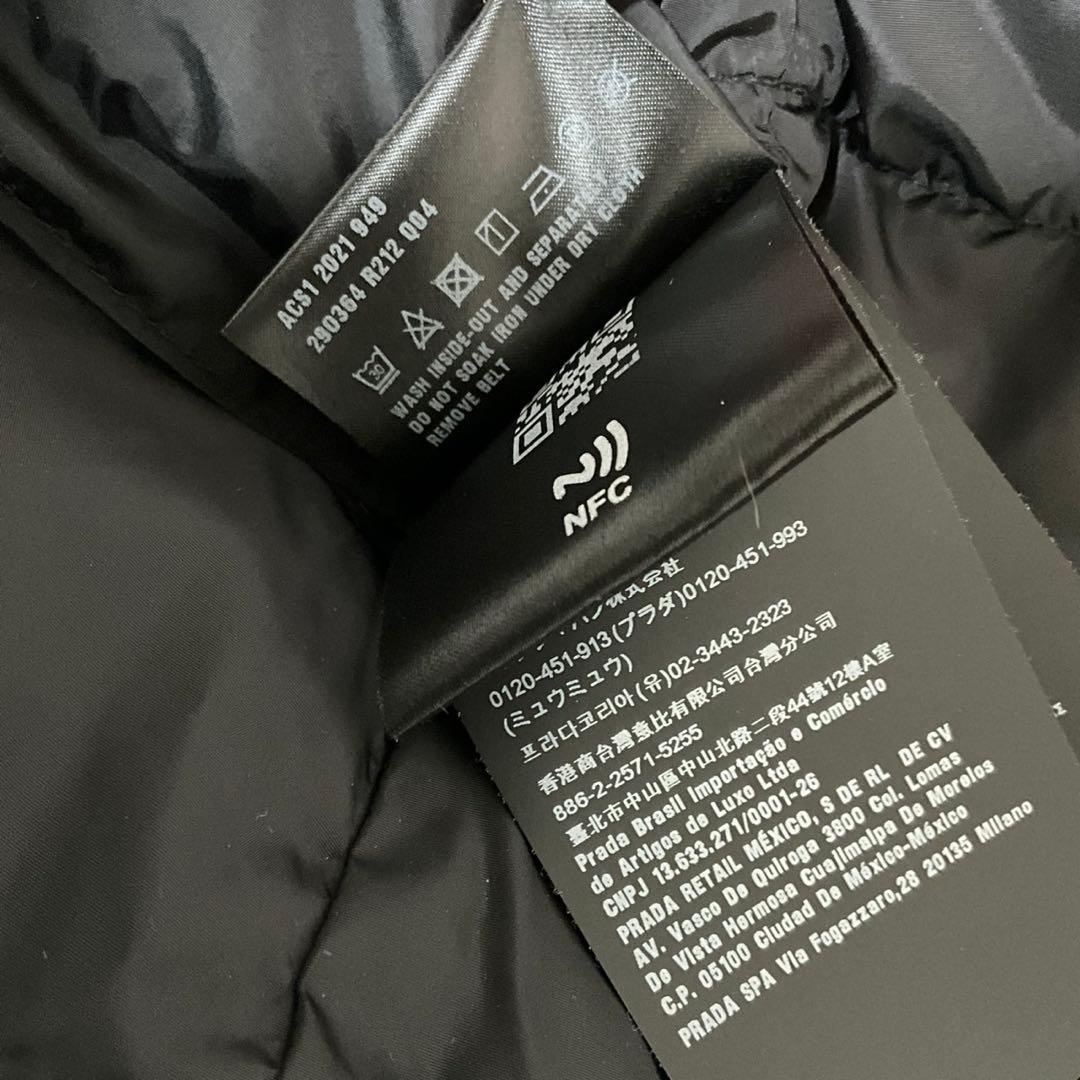 ACS1 2021 949
290364 R212 Q04
30
WASH INSIDE-OUT AND SEPARATELY
DO NOT SOAK IRON UNDER DRY CLOTH
REMOVE BELT
NFC
株式会社
0120-451-913(プラダ)0120-451-993
(ミュウミュウ)
프라다코리아(유)02-3443-2323
香港商台灣意比有限公司台灣分公司
886-2-2571-5255
臺北市中山區中山北路二段44號12樓A室
Prada Brasil Importação e Comércio
de Artigos de Luxo Ltda
CNPJ 13.633.271/0001-26
PRADA RETAIL MÉXICO, S DE RL DE CV
AV. Vasco De Quiroga 3800 Col. Lomas
De Vista Hermosa Cuajimalpa De Morelos
C.P. 05100 Ciudad De México-México
PRADA SPA Via Fogazzaro,28 20135 Milano